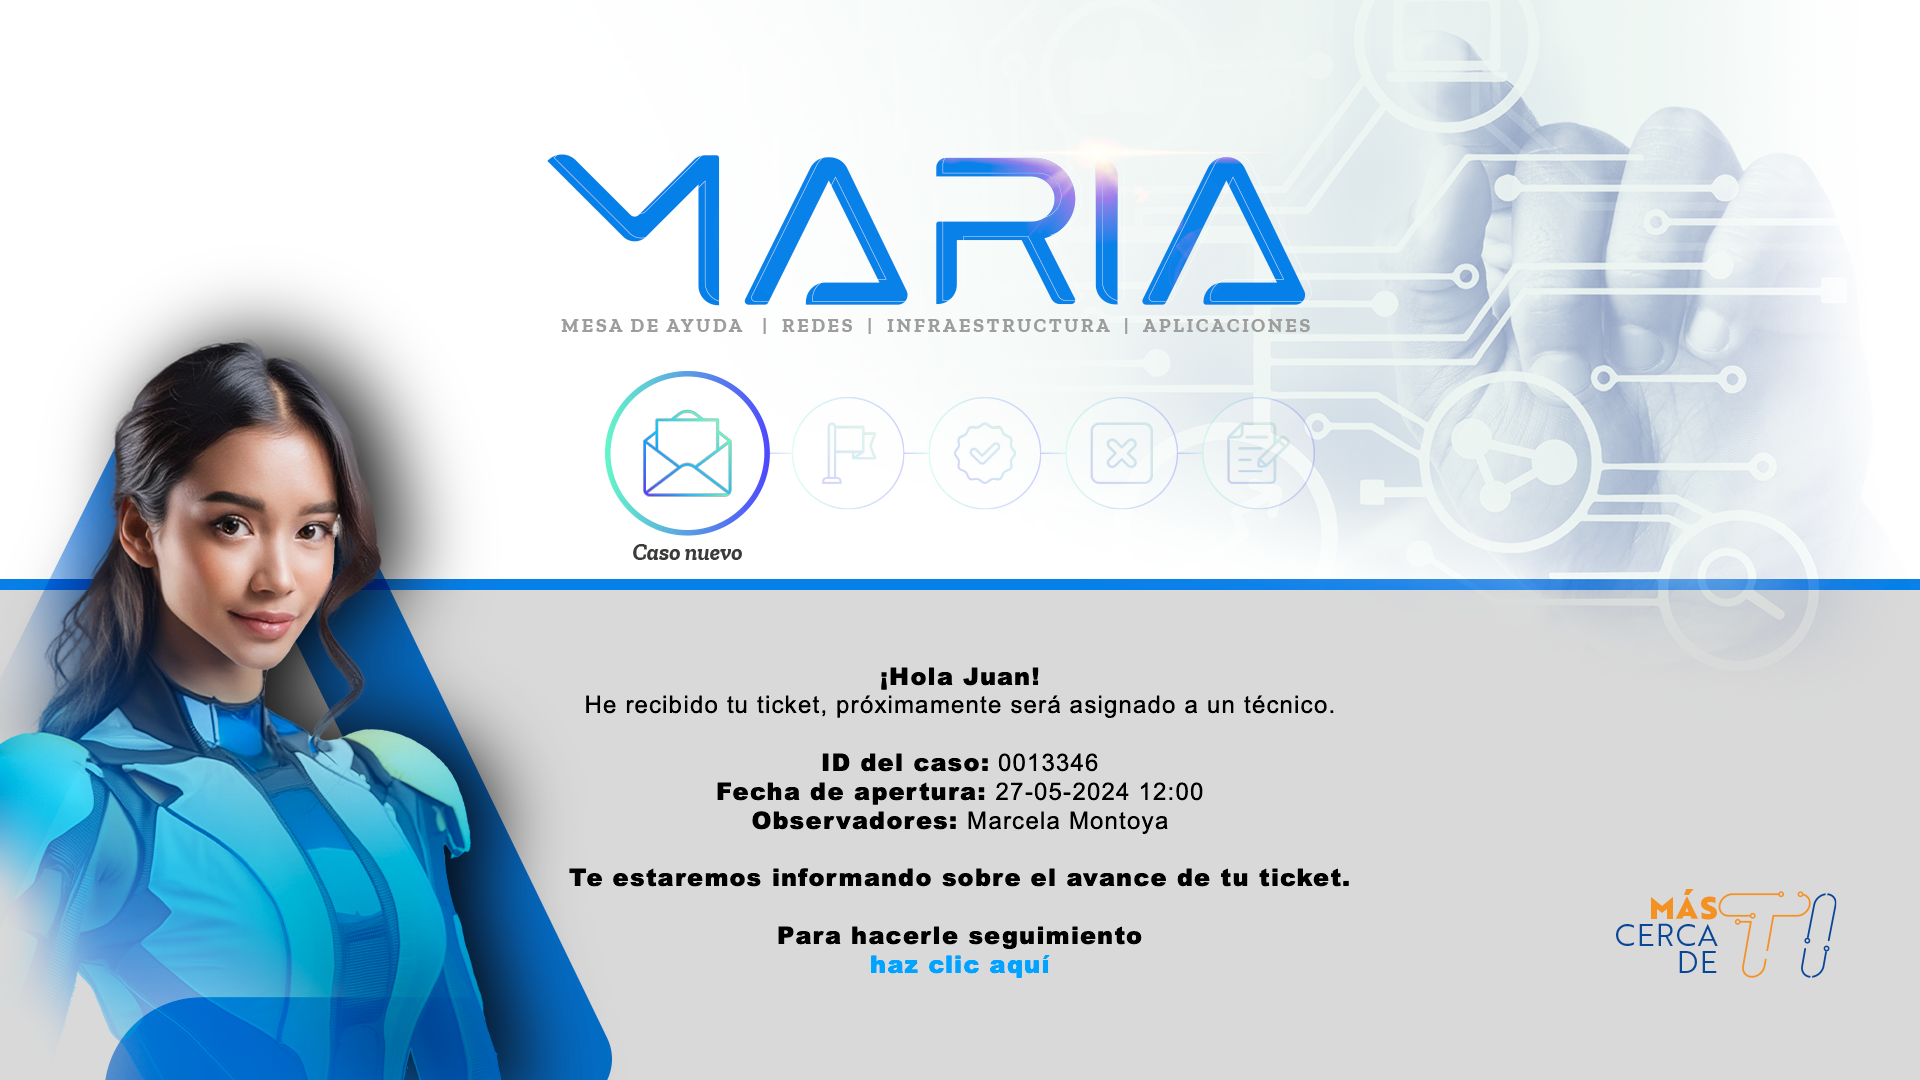 MARIA
MESA DE AYUDA | REDES | INFRAESTRUCTURA | APLICACIONES
Caso nuevo
¡Hola Juan!
He recibido tu ticket, próximamente será asignado a un técnico.
ID del caso: 0013346
Fecha de apertura: 27-05-2024 12:00
Observadores: Marcela Montoya
Te estaremos informando sobre el avance de tu ticket.
Para hacerle seguimiento
haz clic aquí
MÁS
CERCA
DE TI